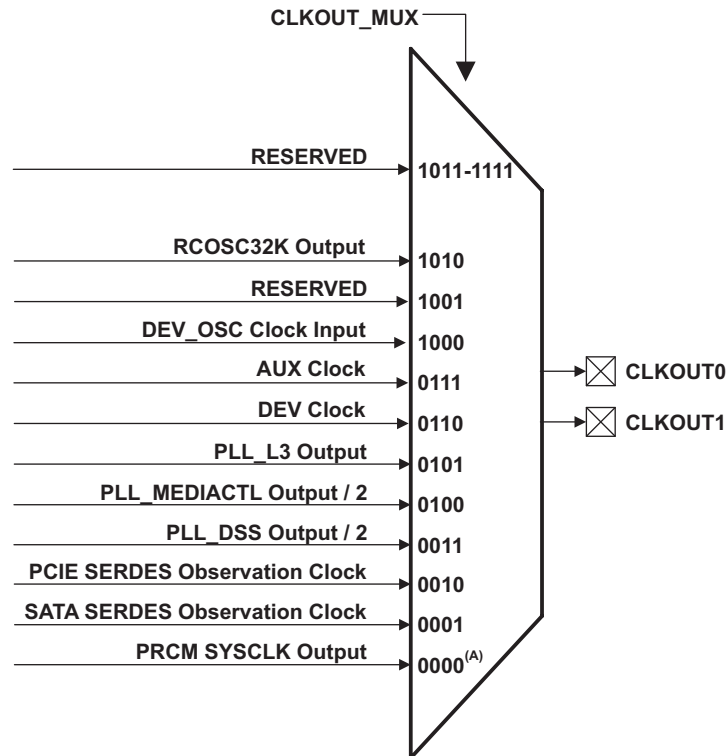 CLKOUT_MUX
RESERVED
1011-1111
RCOSC32K Output
1010
RESERVED
1001
DEV_OSC Clock Input
1000
AUX Clock
0111
CLKOUT0
DEV Clock
0110
CLKOUT1
PLL_L3 Output
0101
PLL_MEDIACTL Output / 2
0100
PLL_DSS Output / 2
0011
PCIE SERDES Observation Clock
0010
SATA SERDES Observation Clock
0001
PRCM SYSCLK Output
0000(A)